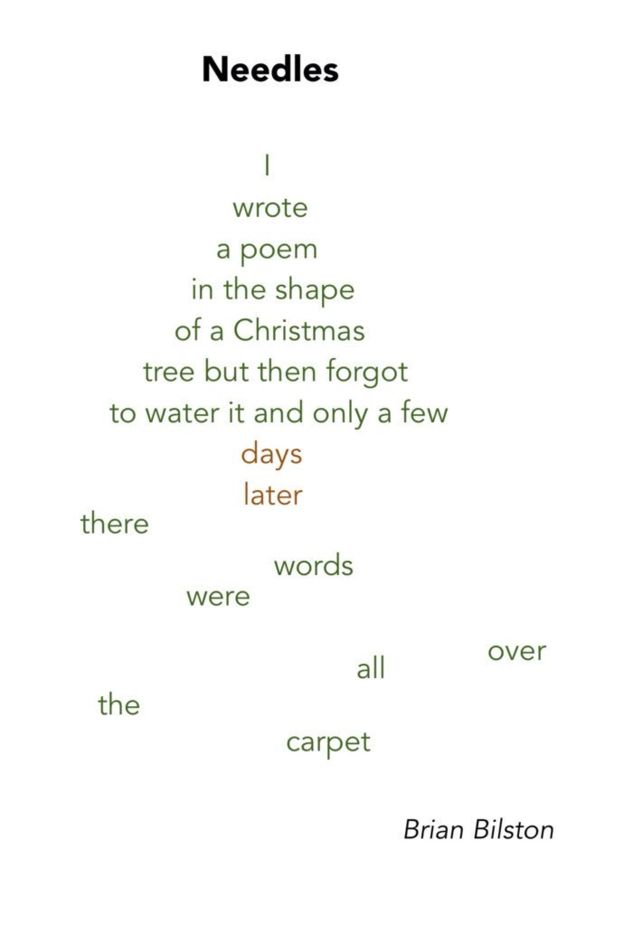 Needles
I
wrote
a poem
in the shape
of a Christmas
tree but then forgot
to water it and only a few
days
later
there
words
were
over
all
the
carpet
Brian Bilston